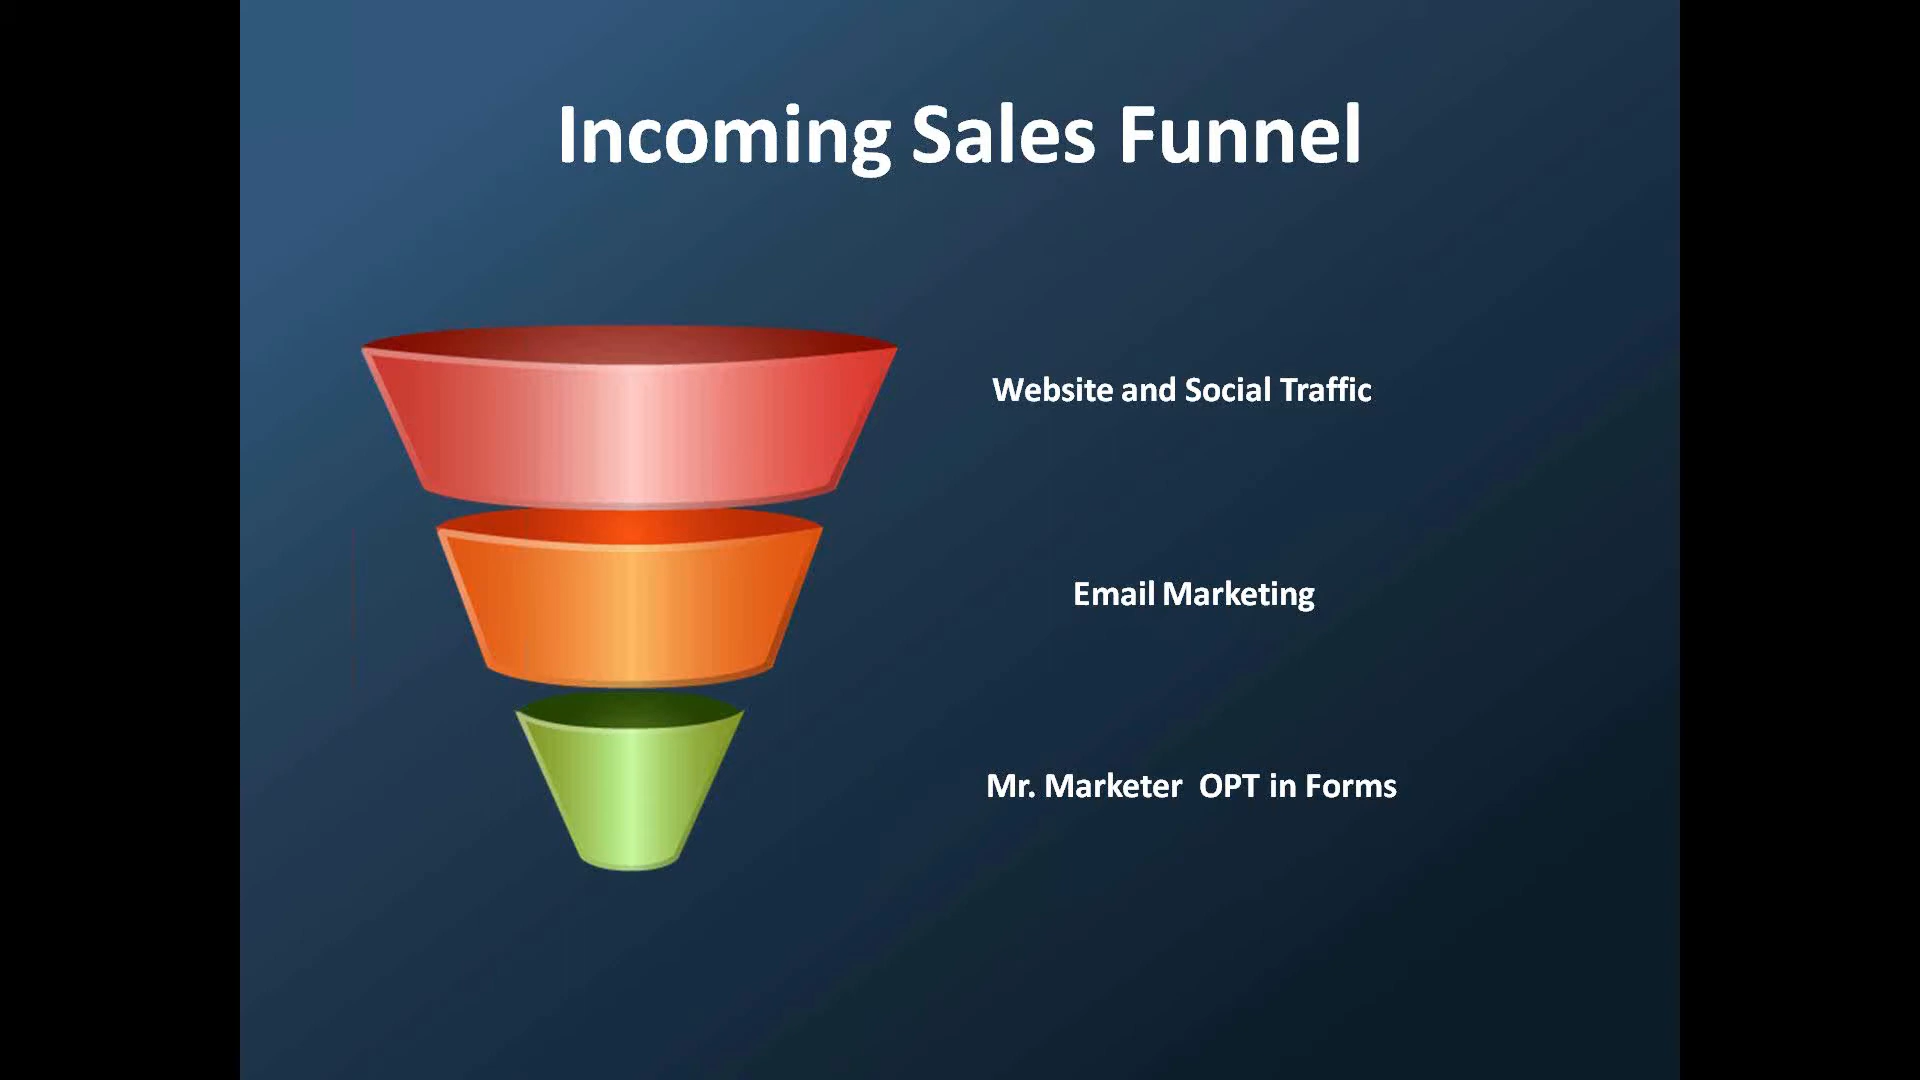 Incoming Sales Funnel
Website and Social Traffic
Email Marketing
Mr. Marketer  OPT in Forms